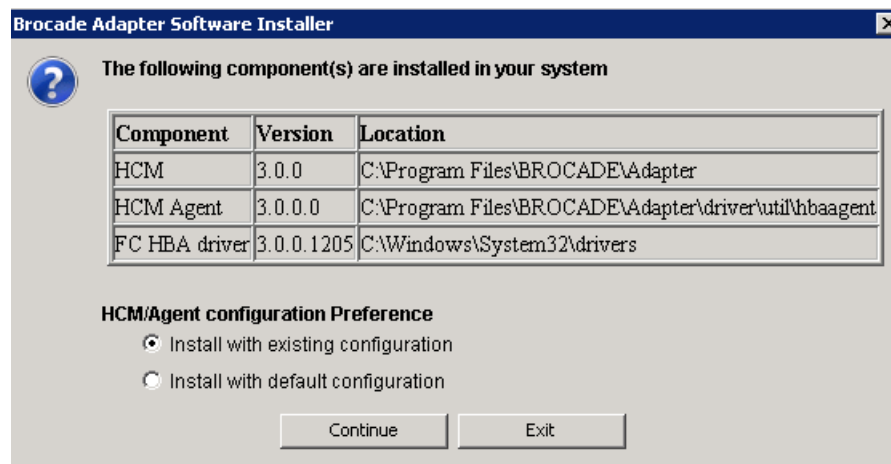 Brocade Adapter Software Installer
The following component(s) are installed in your system
Component Version Location
HCM 3.0.0 C:\Program Files\BROCADE\Adapter
HCM Agent 3.0.0.0 C:\Program Files\BROCADE\Adapter\driver\util\hbaagent
FC HBA driver 3.0.0.1205 C:\Windows\System32\drivers
HCM/Agent configuration Preference
Install with existing configuration
Install with default configuration
Continue Exit